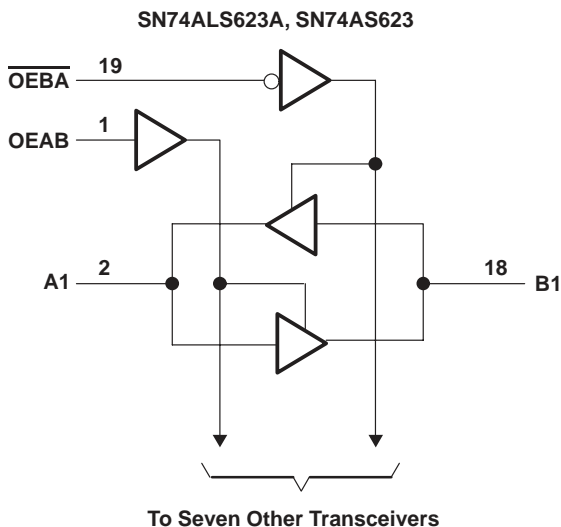 SN74ALS623A, SN74AS623
OEBA 19
OEAB 1
A1 2
18 B1
To Seven Other Transceivers